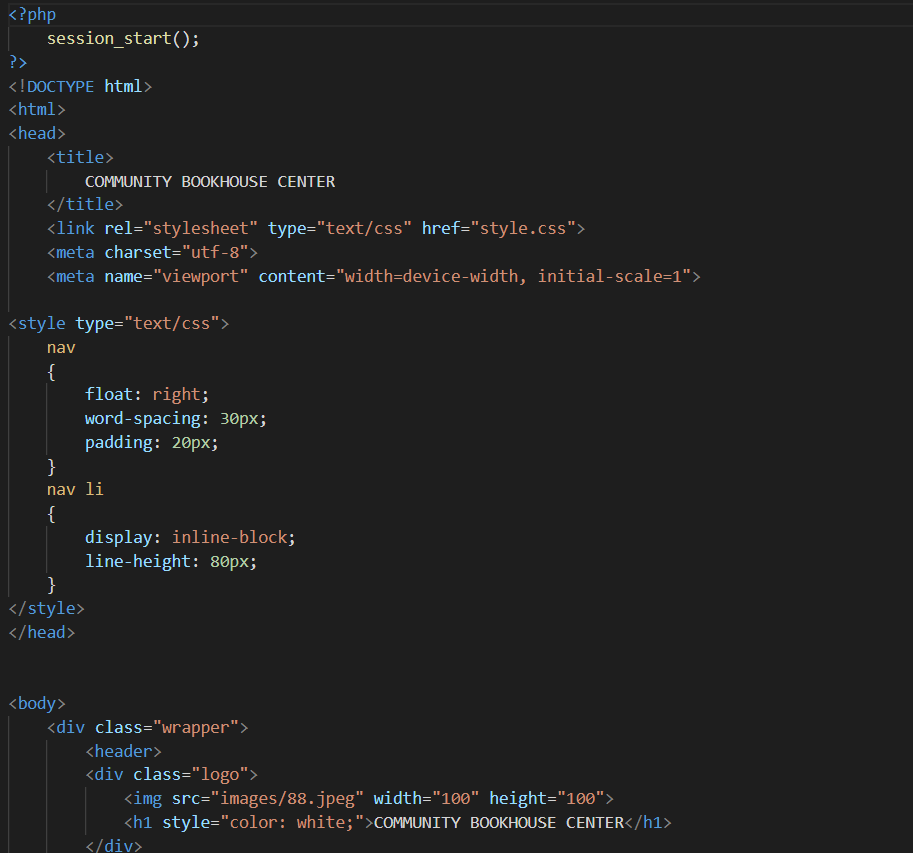 <?php
    session_start();
?>
<!DOCTYPE html>
<html>
<head>
    <title>
        COMMUNITY BOOKHOUSE CENTER
    </title>
    <link rel="stylesheet" type="text/css" href="style.css">
    <meta charset="utf-8">
    <meta name="viewport" content="width=device-width, initial-scale=1">

<style type="text/css">
    nav
    {
        float: right;
        word-spacing: 30px;
        padding: 20px;
    }
    nav li
    {
        display: inline-block;
        line-height: 80px;
    }
</style>
</head>


<body>
    <div class="wrapper">
        <header>
        <div class="logo">
            <img src="images/88.jpeg" width="100" height="100">
            <h1 style="color: white;">COMMUNITY BOOKHOUSE CENTER</h1>
        </div>